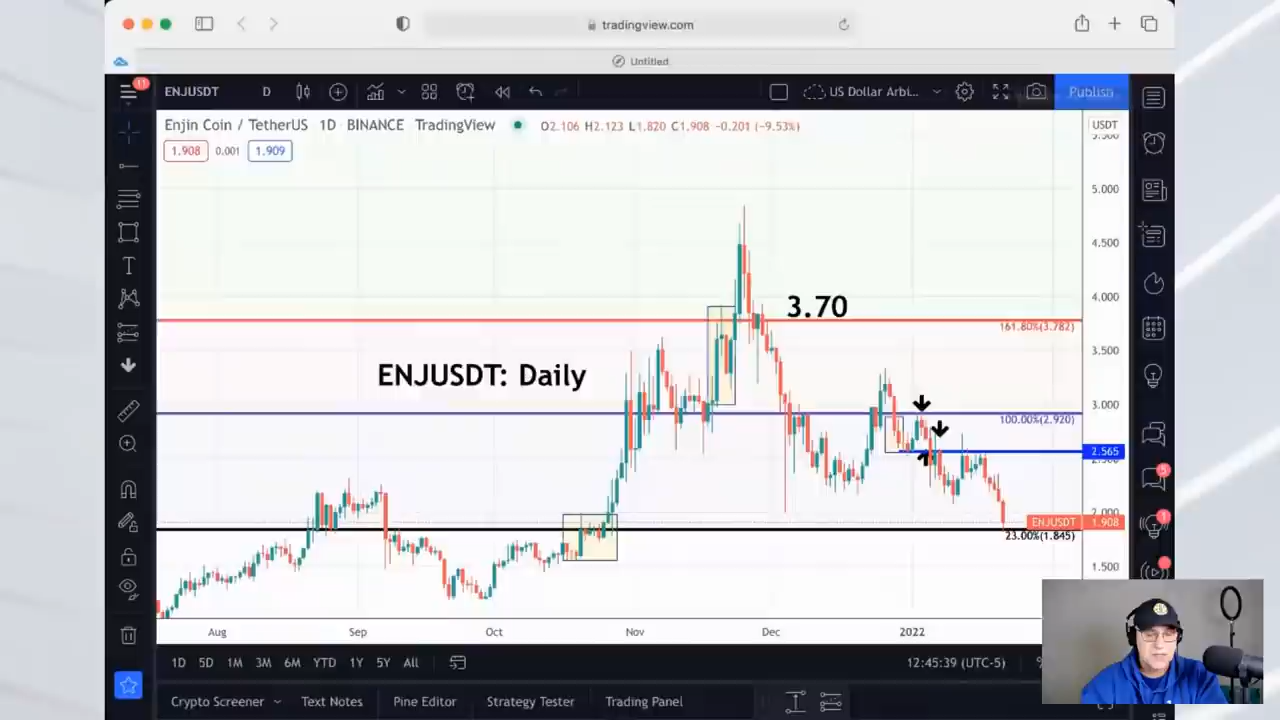 tradingview.com
Untitled
11
ENJUSDT D US Dollar Arbi... Publish
Enjin Coin / TetherUS 1D BINANCE TradingView O2.106 H2.123 L1.820 C1.908 -0.201 (-9.53%) USDT
1.908 0.001 1.909
5.000
4.500
4.000
3.70
161.80%(3.782)
3.500
ENJUSDT: Daily
3.000
100.00%(2.920)
2.565
5
2.000
ENJUSDT 1.908
1
23.00%(1.845)
1.500
Aug Sep Oct Nov Dec 2022
1D 5D 1M 3M 6M YTD 1Y 5Y All 12:45:39 (UTC-5) %
Crypto Screener Text Notes Pine Editor Strategy Tester Trading Panel